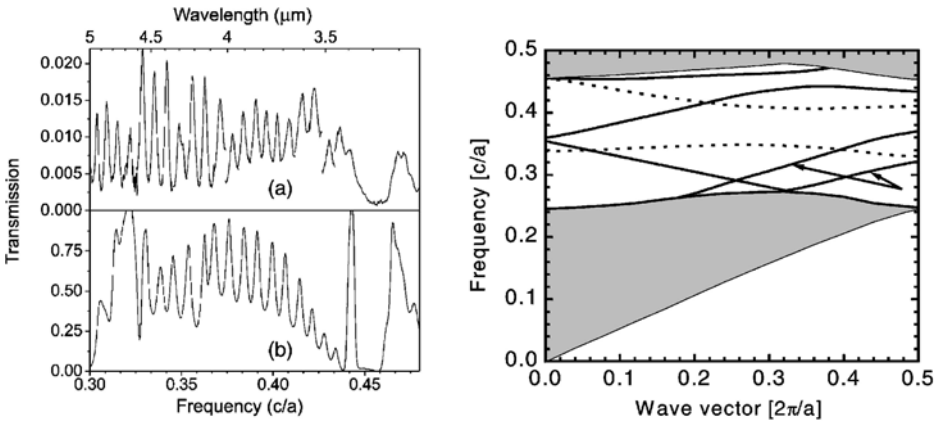 Wavelength (μm)
5 4.5 4 3.5
0.020
0.015
0.010
0.005
0.000
(a)
Transmission
0.75
0.50
0.25
0.00
(b)
0.30 0.35 0.40 0.45
Frequency (c/a)
0.5
0.4
0.3
0.2
0.1
0.0
Frequency [c/a]
0.0 0.1 0.2 0.3 0.4 0.5
Wave vector [2π/a]